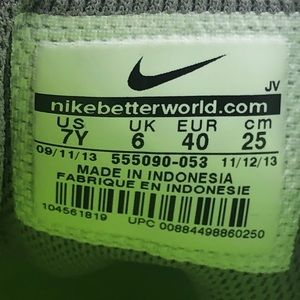 JV
nikebetterworld.com
US UK EUR cm
7Y 6 40 25
09/11/13 555090-053 11/12/13
MADE IN INDONESIA
FABRIQUE EN INDONESIE
104561819 UPC 00884498860250